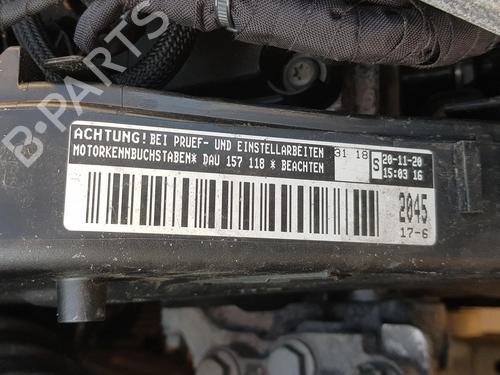 B-PARTS
ACHTUNG! BEI PRUEF- UND EINSTELLARBEITEN
MOTORKENNBUCHSTABEN* DAU 157 118 * BEACHTEN
31 18
S
20-11-20
15:03 16
2045
17-6